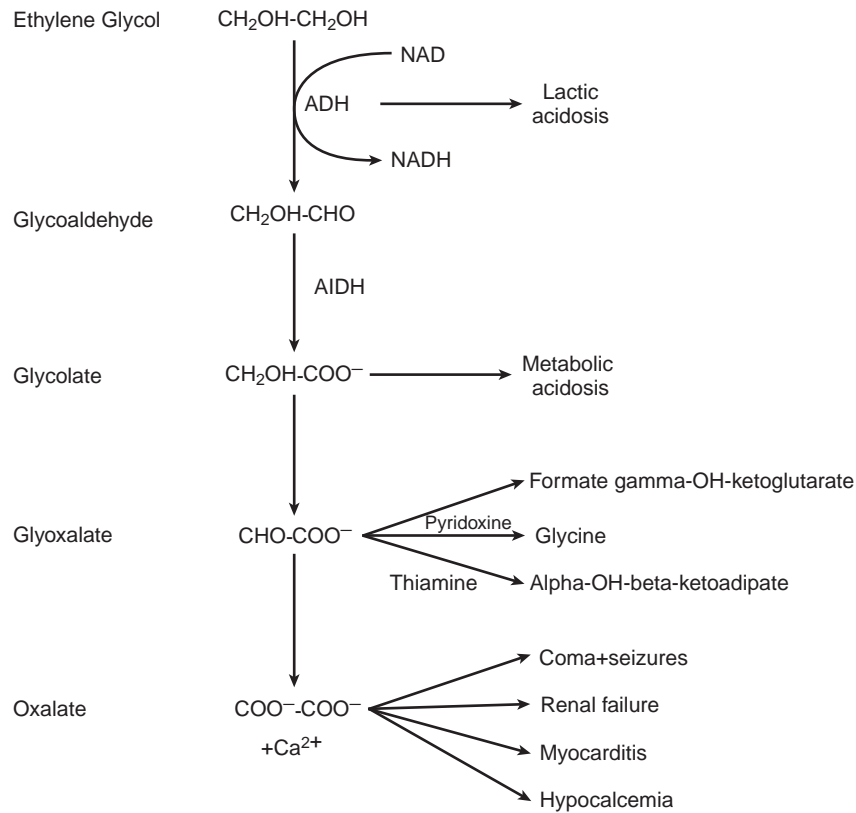 Ethylene Glycol CH₂OH-CH₂OH
NAD
ADH
Lactic
acidosis
NADH
Glycoaldehyde CH₂OH-CHO
AIDH
Glycolate CH₂OH-COO⁻
Metabolic
acidosis
Formate gamma-OH-ketoglutarate
Glyoxalate CHO-COO⁻
Pyridoxine
Glycine
Thiamine
Alpha-OH-beta-ketoadipate
Coma+seizures
Oxalate COO⁻-COO⁻
Renal failure
+Ca²⁺
Myocarditis
Hypocalcemia